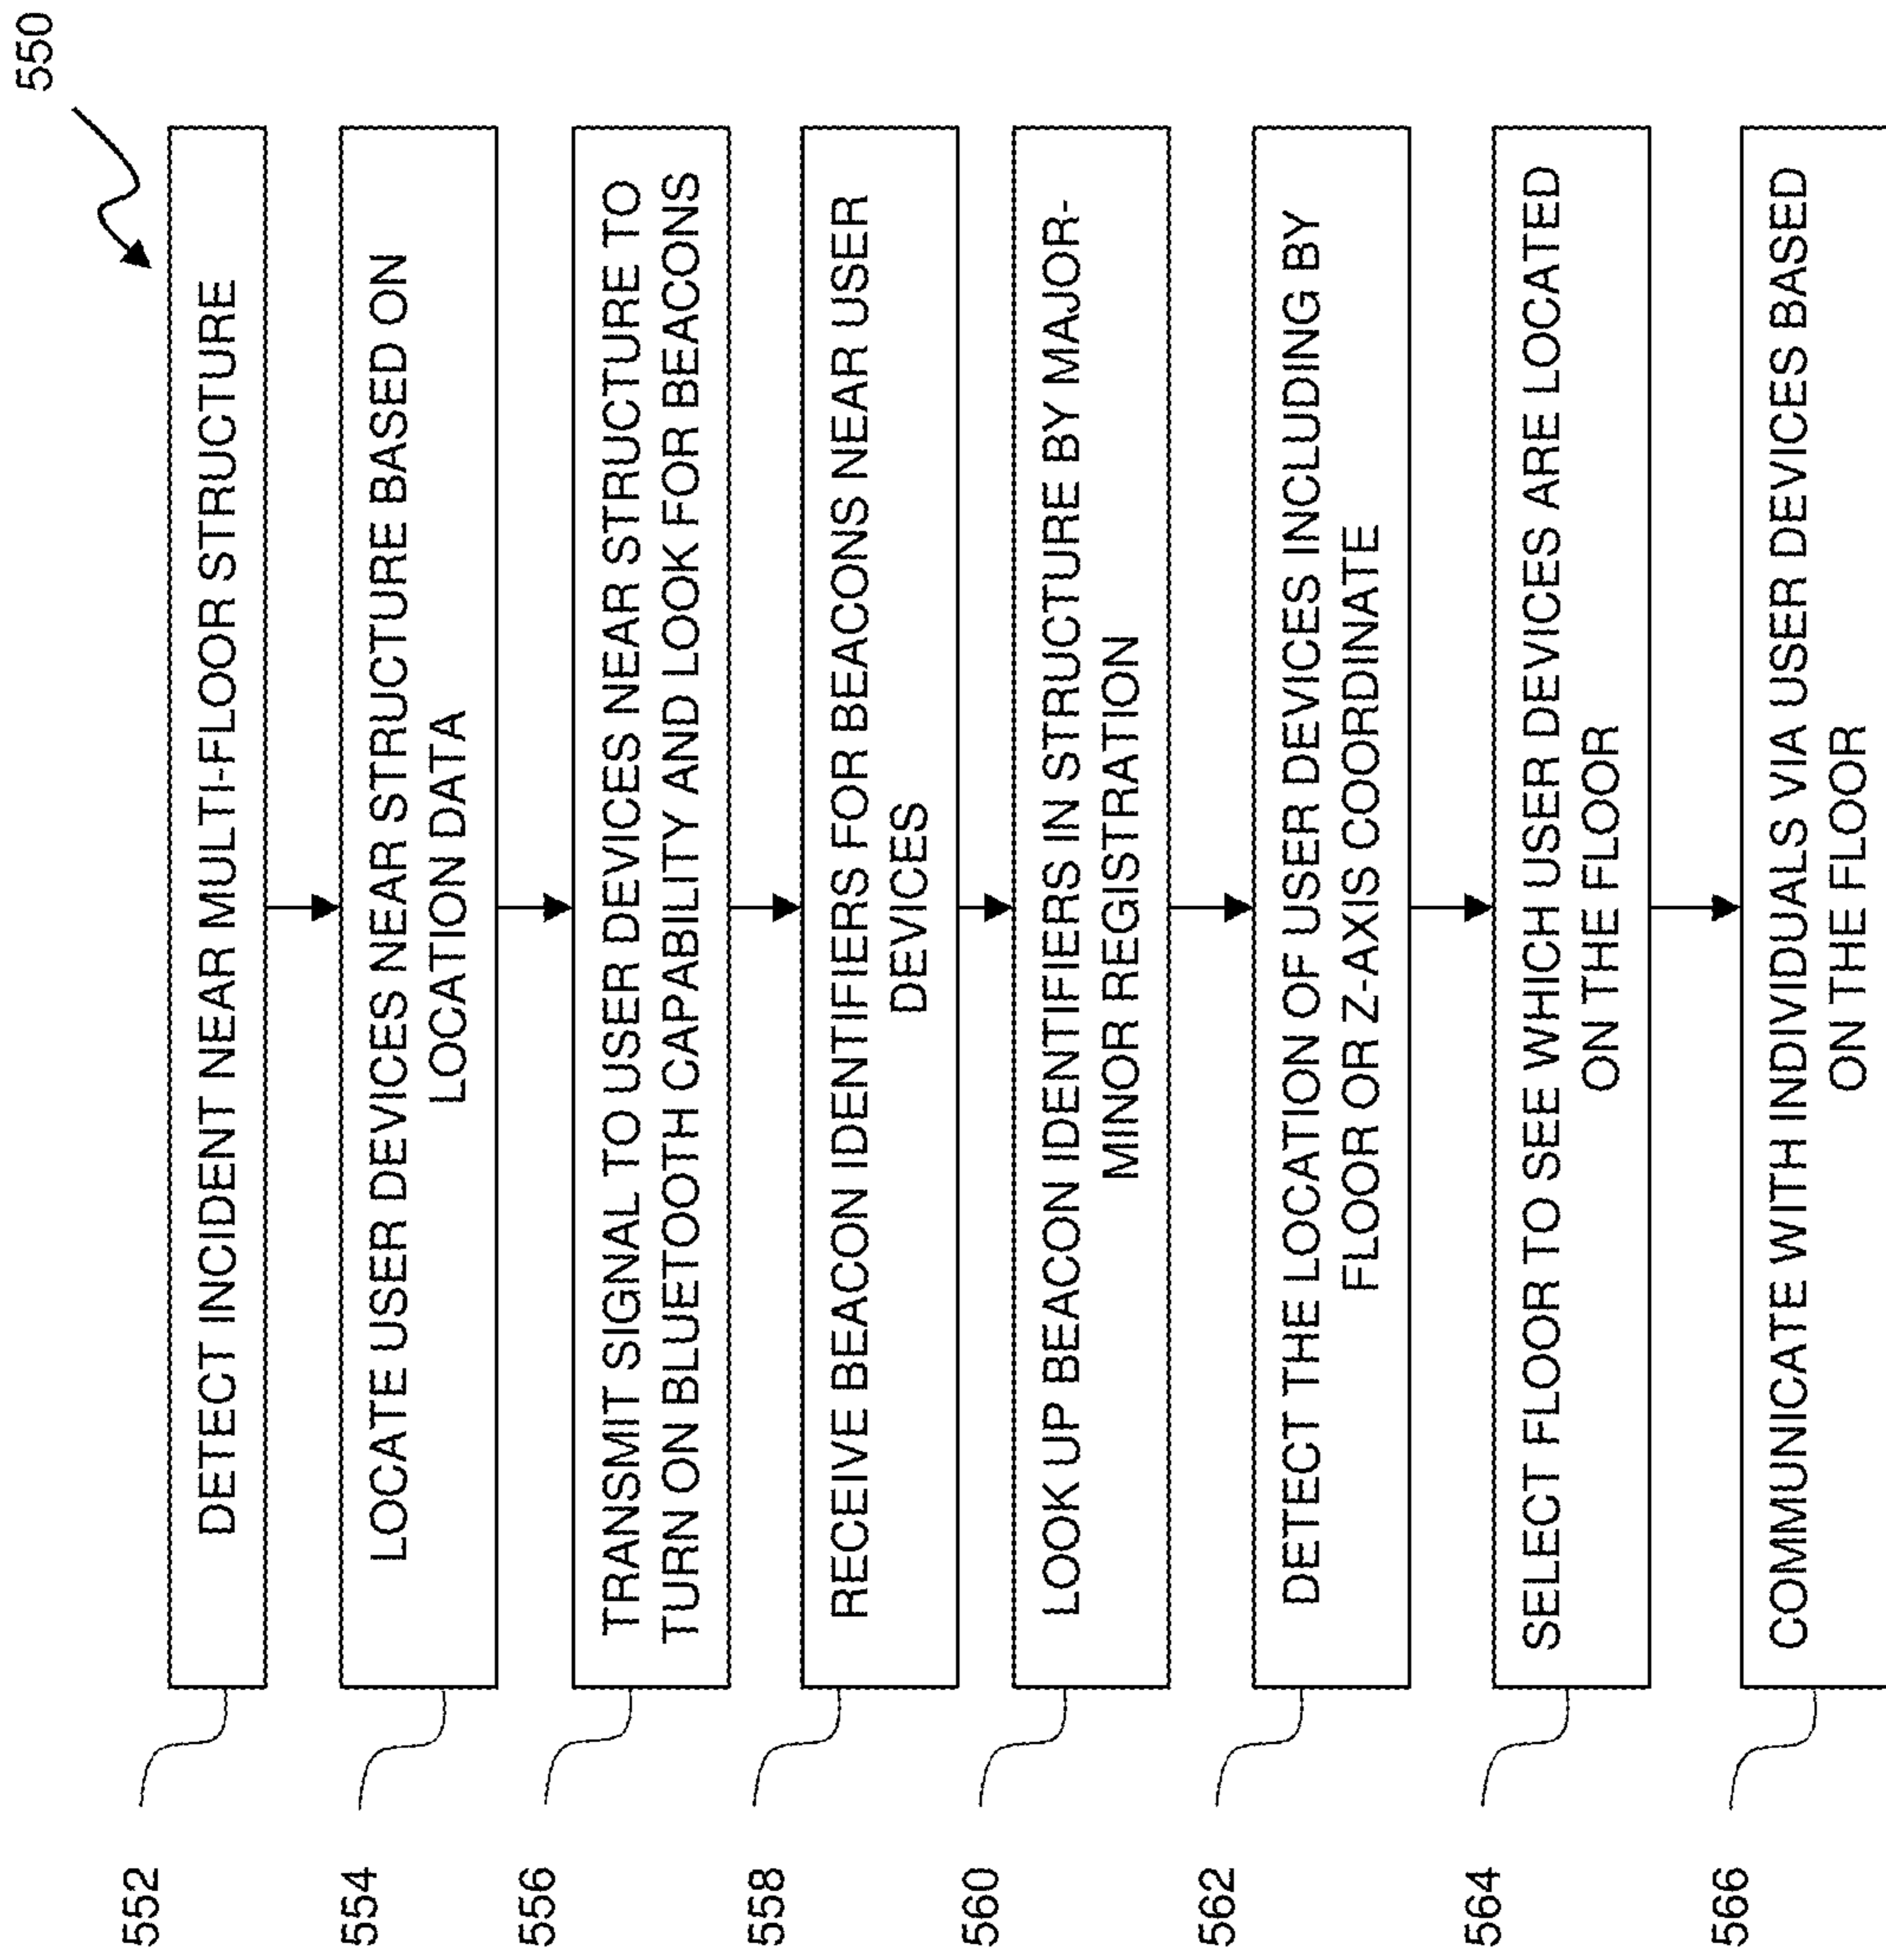 550
552
DETECT INCIDENT NEAR MULTI-FLOOR STRUCTURE
554
LOCATE USER DEVICES NEAR STRUCTURE BASED ON
LOCATION DATA
556
TRANSMIT SIGNAL TO USER DEVICES NEAR STRUCTURE TO
TURN ON BLUETOOTH CAPABILITY AND LOOK FOR BEACONS
558
RECEIVE BEACON IDENTIFIERS FOR BEACONS NEAR USER
DEVICES
560
LOOK UP BEACON IDENTIFIERS IN STRUCTURE BY MAJOR-
MINOR REGISTRATION
562
DETECT THE LOCATION OF USER DEVICES INCLUDING BY
FLOOR OR Z-AXIS COORDINATE
564
SELECT FLOOR TO SEE WHICH USER DEVICES ARE LOCATED
ON THE FLOOR
566
COMMUNICATE WITH INDIVIDUALS VIA USER DEVICES BASED
ON THE FLOOR